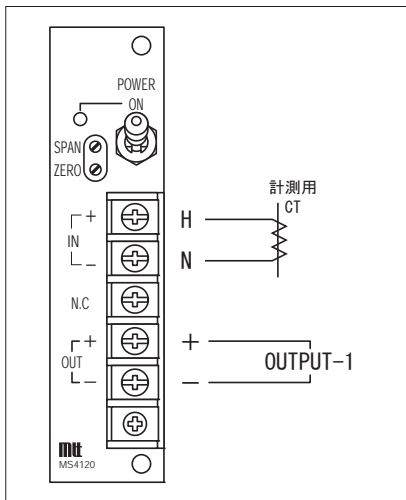 POWER
ON
SPAN
ZERO
計測用
CT
+
IN
−
H
N
N.C
+
OUT
−
+
−
OUTPUT-1
mtt
MS4120